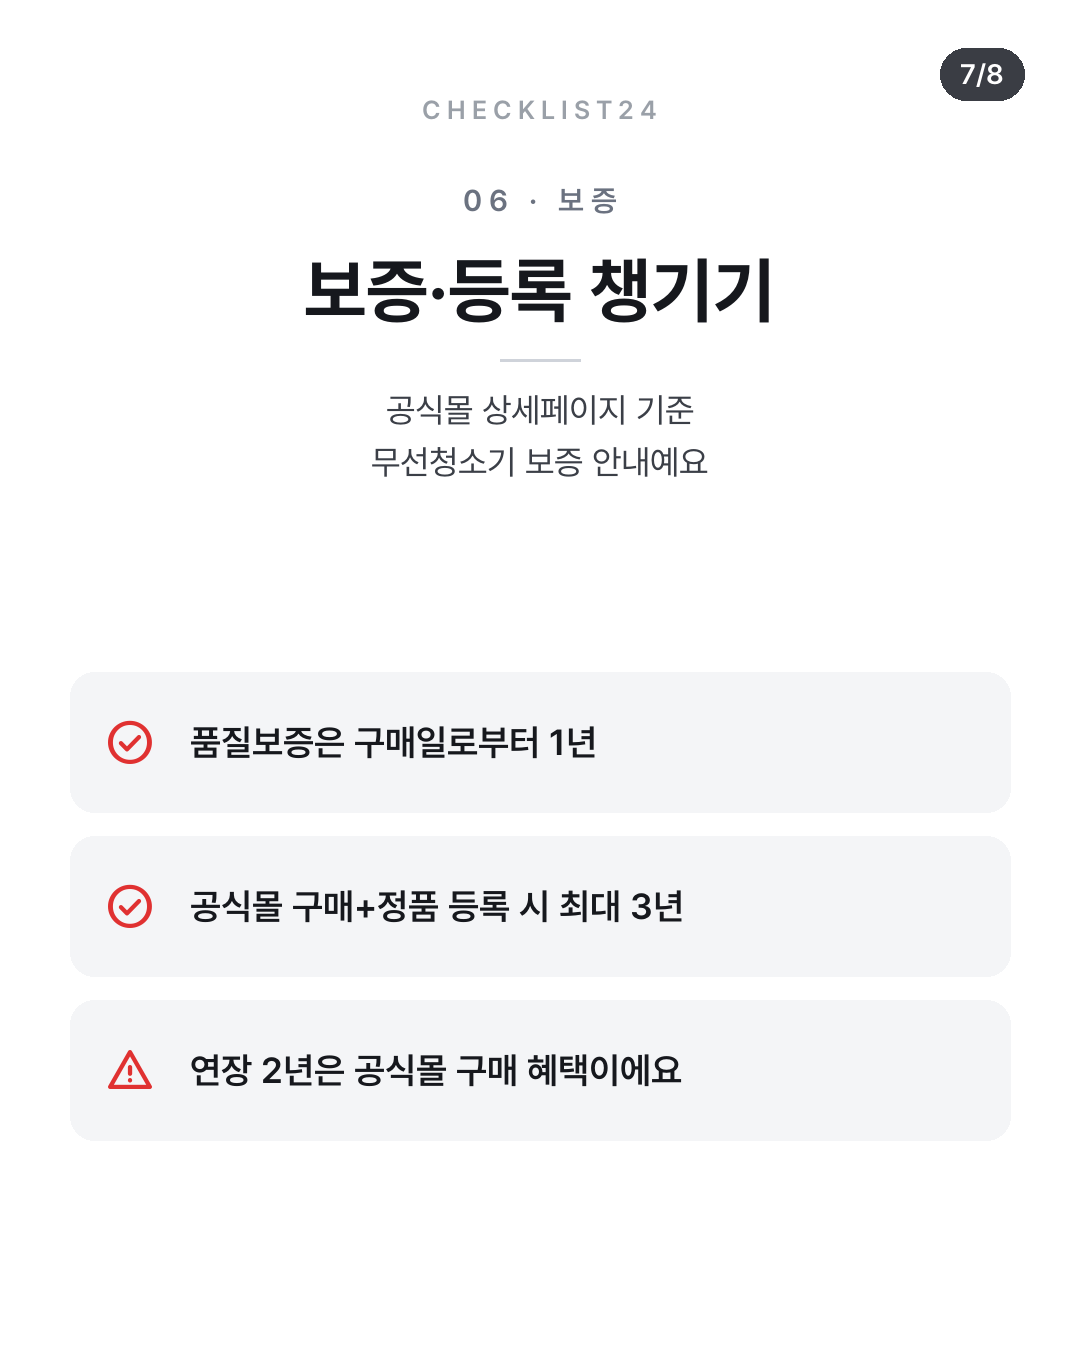 7/8
CHECKLIST24
06 · 보증
보증·등록 챙기기
공식몰 상세페이지 기준
무선청소기 보증 안내예요
품질보증은 구매일로부터 1년
공식몰 구매+정품 등록 시 최대 3년
연장 2년은 공식몰 구매 혜택이에요